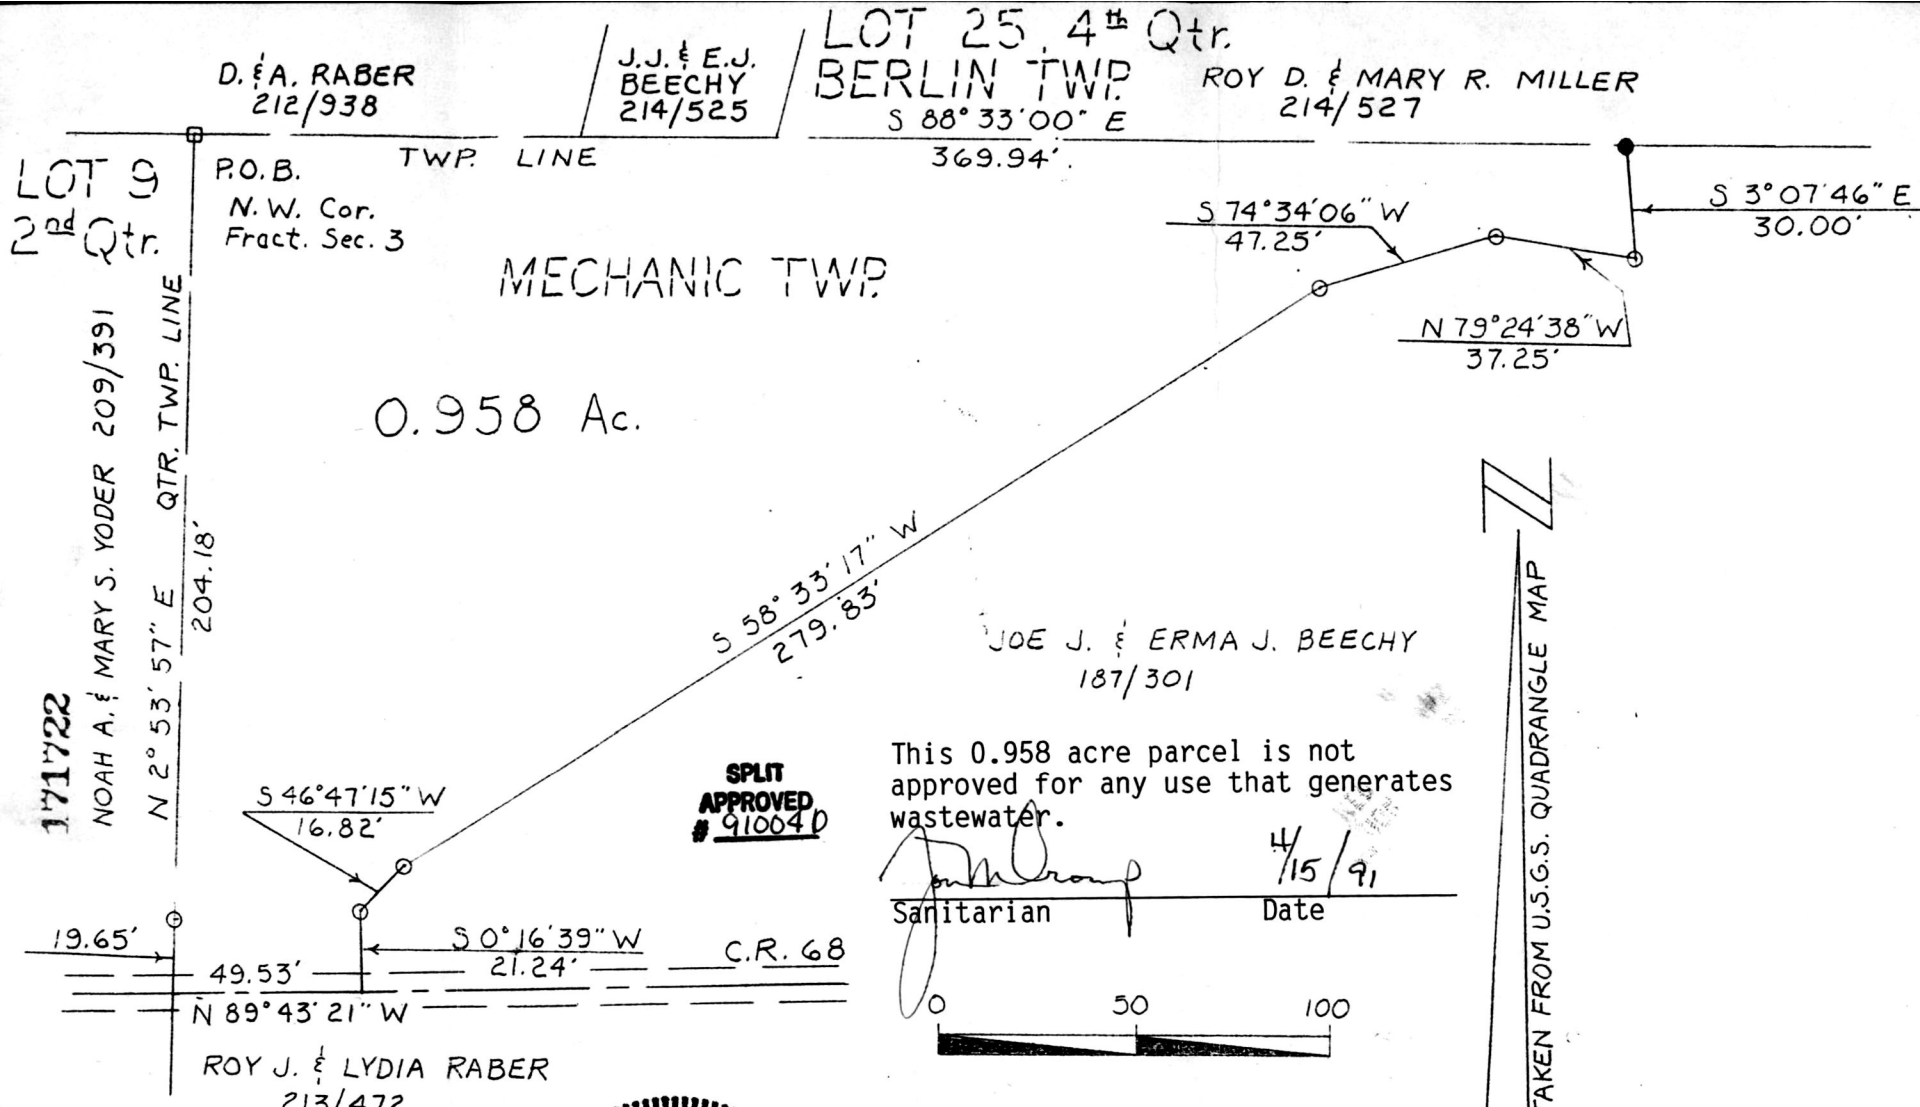 LOT 25, 4th Qtr.
BERLIN TWP.
D. & A. RABER
212/938
J.J. & E.J.
BEECHY
214/525
ROY D. & MARY R. MILLER
214/527
S 88° 33' 00" E
369.94'
TWP. LINE
LOT 9
2nd Qtr.
P.O.B.
N.W. Cor.
Fract. Sec. 3
S 74° 34' 06" W
47.25'
S 3° 07' 46" E
30.00'
MECHANIC TWP.
N 79° 24' 38" W
37.25'
0.958 Ac.
NOAH A. & MARY S. YODER 209/391
N 2° 53' 57" E QTR. TWP. LINE
204.18'
S 58° 33' 17" W
279.83'
JOE J. & ERMA J. BEECHY
187/301
171722
SPLIT
APPROVED
# 91004D
This 0.958 acre parcel is not
approved for any use that generates
wastewater.
4/15/91
Sanitarian Date
S 46° 47' 15" W
16.82'
19.65'
S 0° 16' 39" W
21.24'
C.R. 68
49.53'
N 89° 43' 21" W
0 50 100
ROY J. & LYDIA RABER
213/472
N
TAKEN FROM U.S.G.S. QUADRANGLE MAP